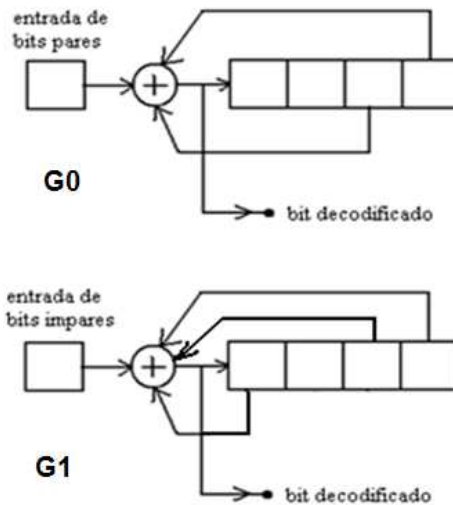 entrada de
bits pares
G0
bit decodificado
entrada de
bits impares
G1
bit decodificado